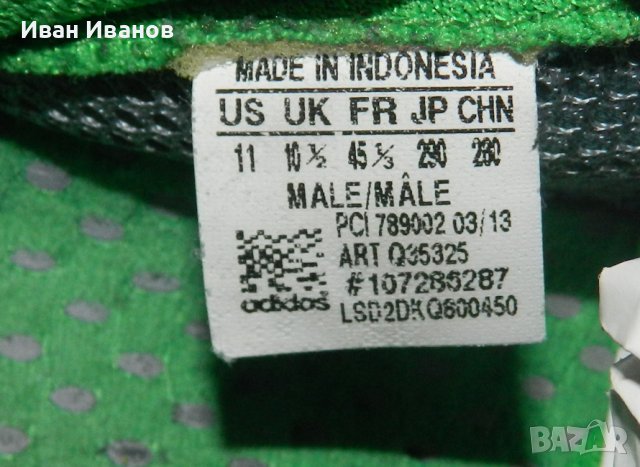 Иван Иванов
MADE IN INDONESIA
US UK FR JP CHN
11 10 ½ 45 ⅓ 290 280
MALE/MÂLE
PCI 789002 03/13
ART Q35325
#107286287
adidas
LSD2DKQ600450
BAZAR